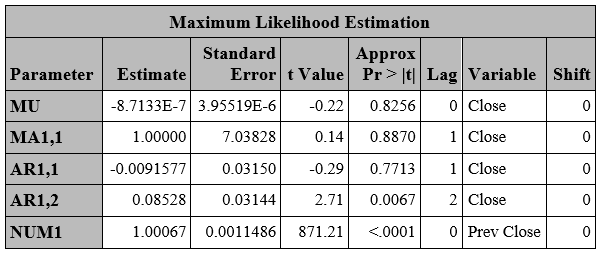 Maximum Likelihood Estimation
Parameter Estimate Standard Error t Value Approx Pr > |t| Lag Variable Shift
MU -8.7133E-7 3.95519E-6 -0.22 0.8256 0 Close 0
MA1,1 1.00000 7.03828 0.14 0.8870 1 Close 0
AR1,1 -0.0091577 0.03150 -0.29 0.7713 1 Close 0
AR1,2 0.08528 0.03144 2.71 0.0067 2 Close 0
NUM1 1.00067 0.0011486 871.21 <.0001 0 Prev Close 0